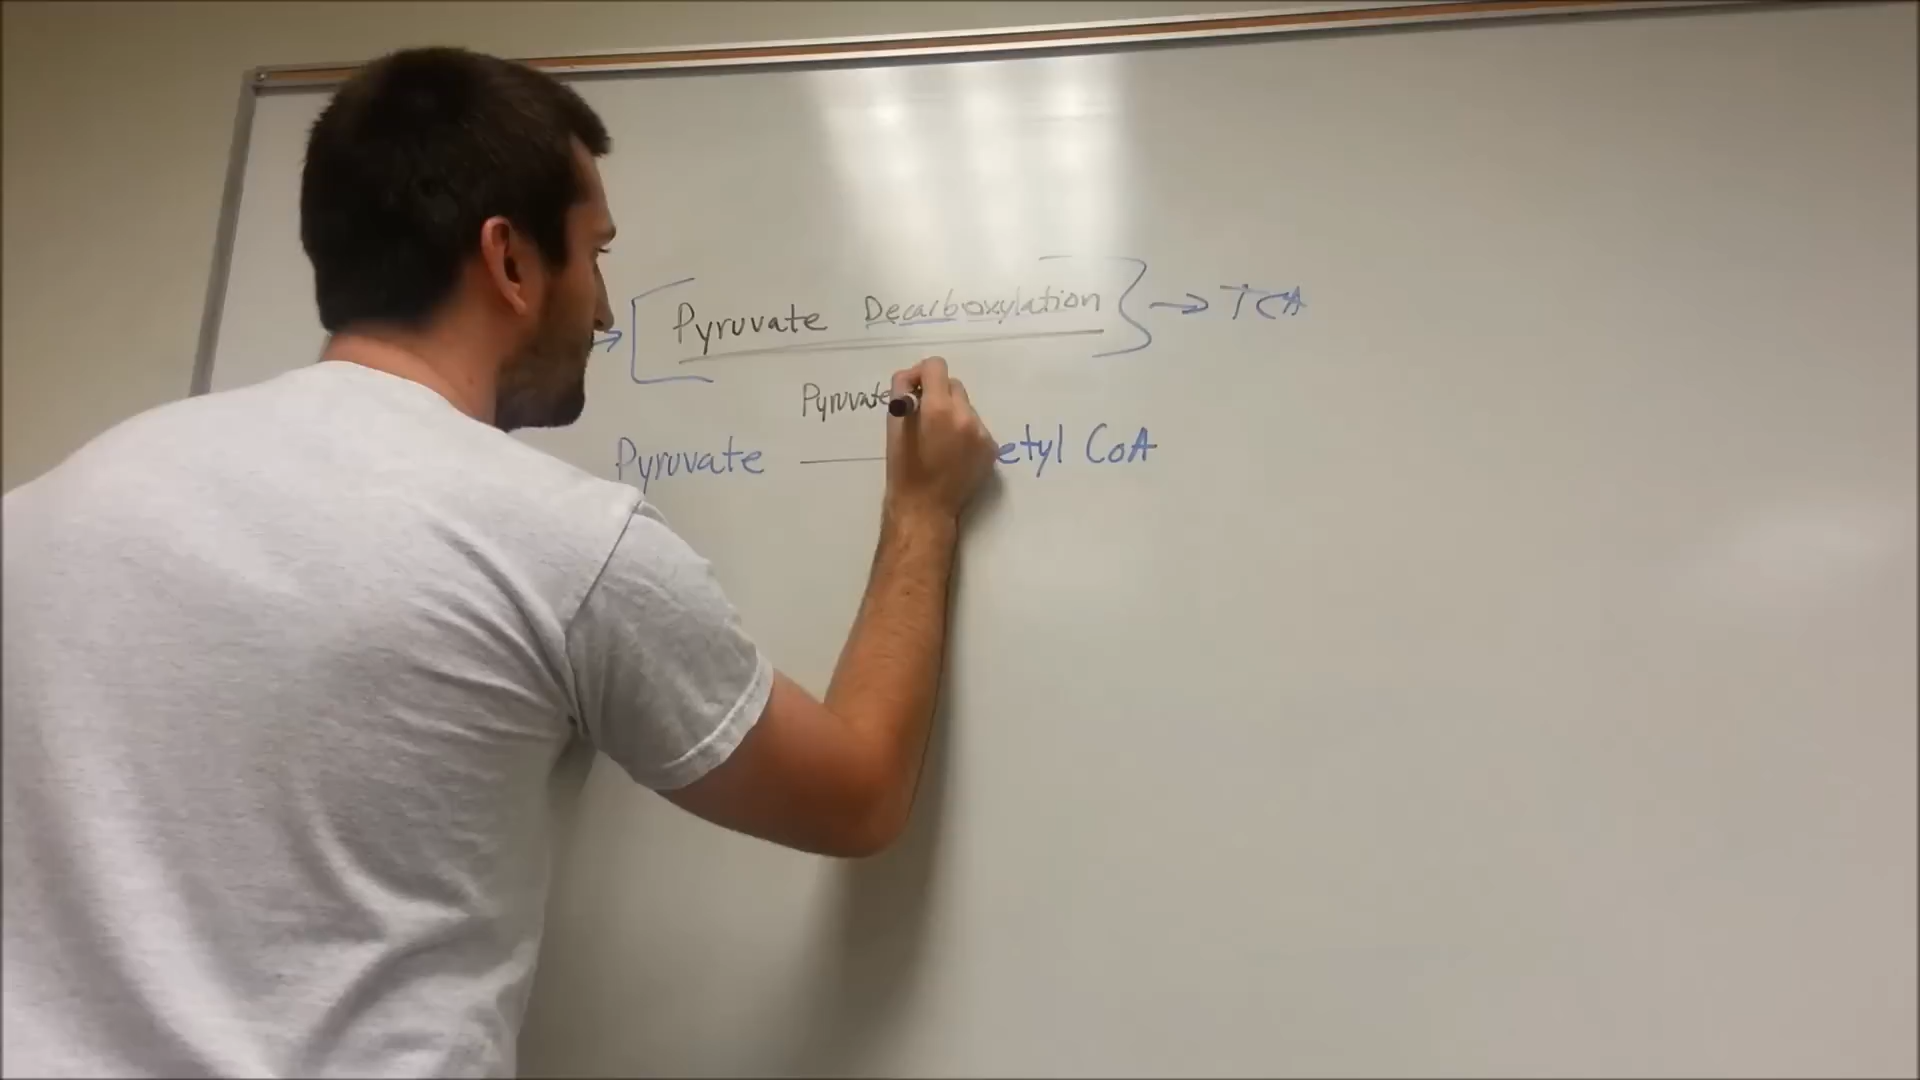 → [Pyruvate Decarboxylation} → TCA
Pyruvate
Pyruvate — etyl CoA